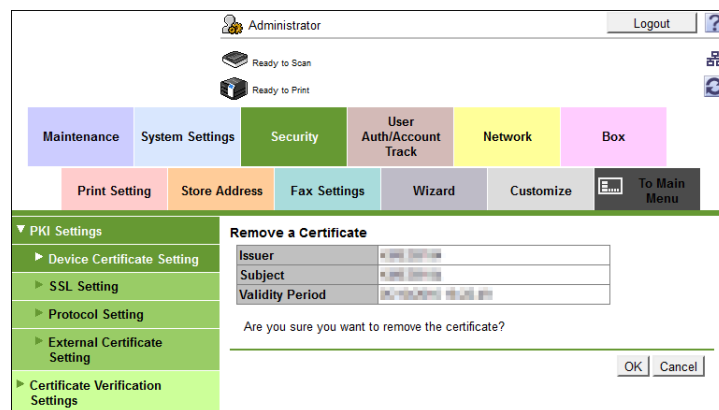 Administrator
Logout
?
Ready to Scan
Ready to Print
Maintenance
System Settings
Security
User
Auth/Account
Track
Network
Box
Print Setting
Store Address
Fax Settings
Wizard
Customize
To Main
Menu
PKI Settings
Device Certificate Setting
SSL Setting
Protocol Setting
External Certificate
Setting
Certificate Verification
Settings
Remove a Certificate
Issuer
Subject
Validity Period
Are you sure you want to remove the certificate?
OK
Cancel